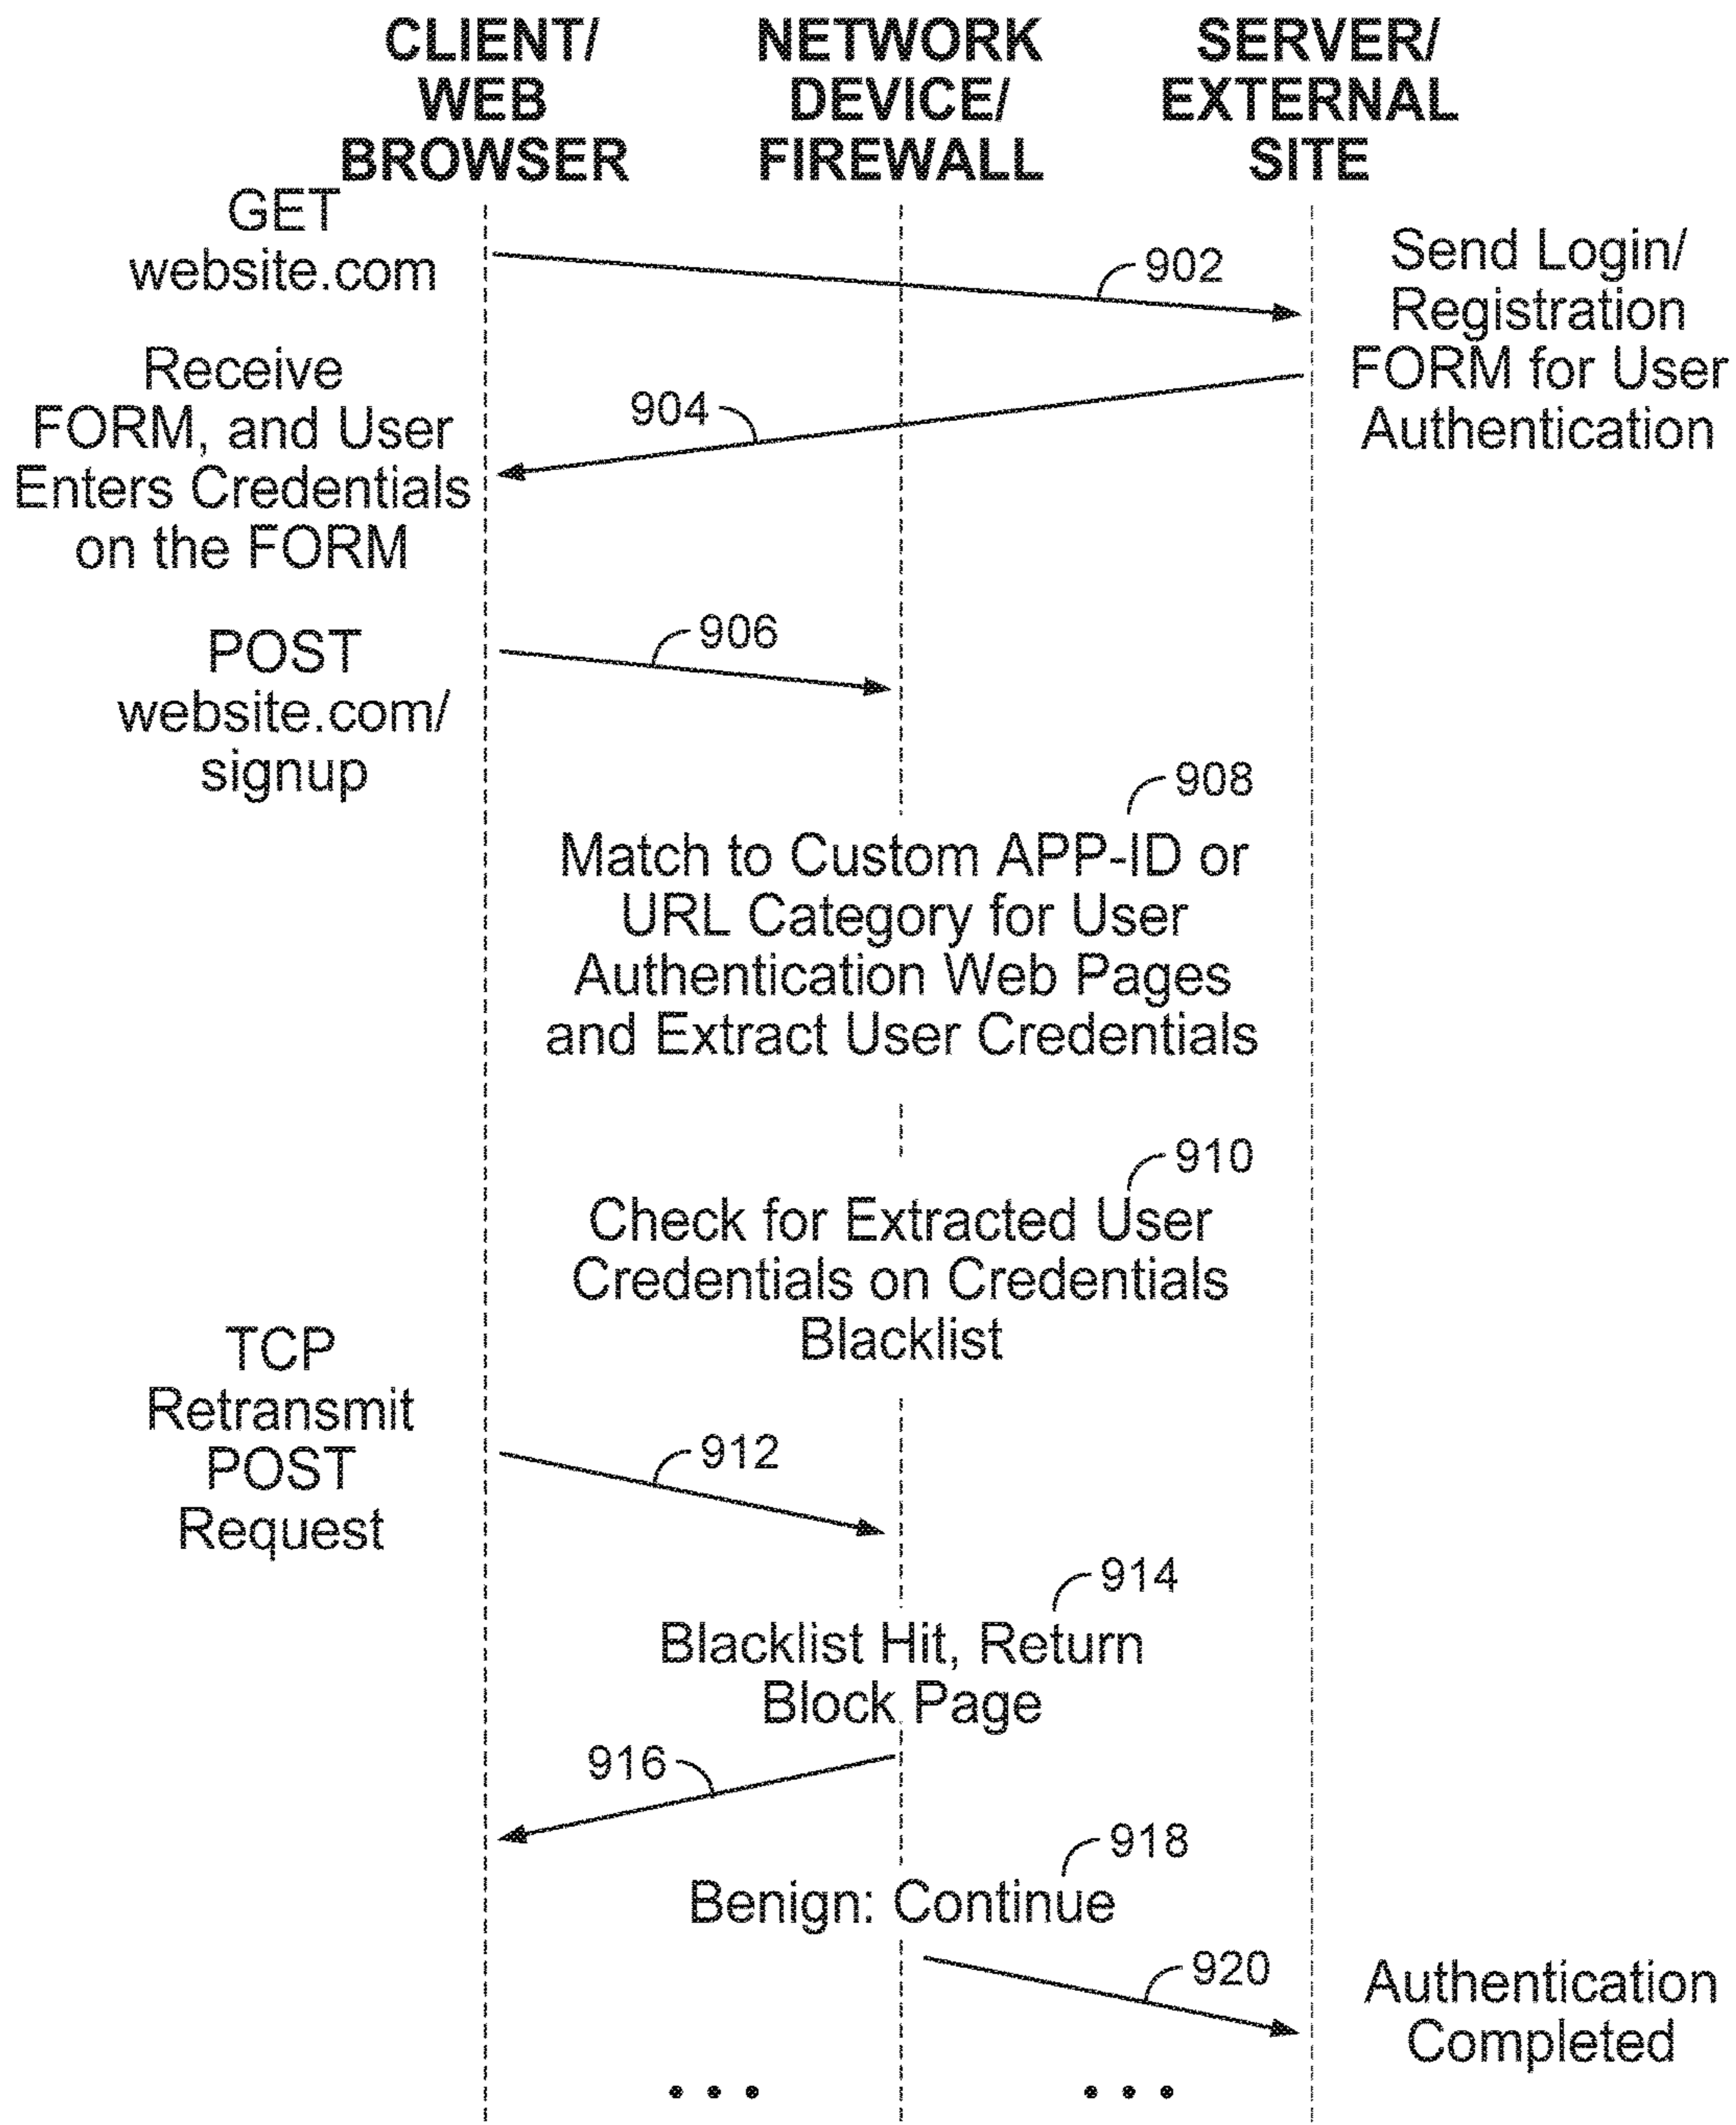 CLIENT/
WEB
BROWSER
NETWORK
DEVICE/
FIREWALL
SERVER/
EXTERNAL
SITE
GET
website.com
902
Send Login/
Registration
FORM for User
Authentication
Receive
FORM, and User
Enters Credentials
on the FORM
904
POST
website.com/
signup
906
908
Match to Custom APP-ID or
URL Category for User
Authentication Web Pages
and Extract User Credentials
910
Check for Extracted User
Credentials on Credentials
Blacklist
TCP
Retransmit
POST
Request
912
914
Blacklist Hit, Return
Block Page
916
918
Benign: Continue
920
Authentication
Completed
• • •
• • •